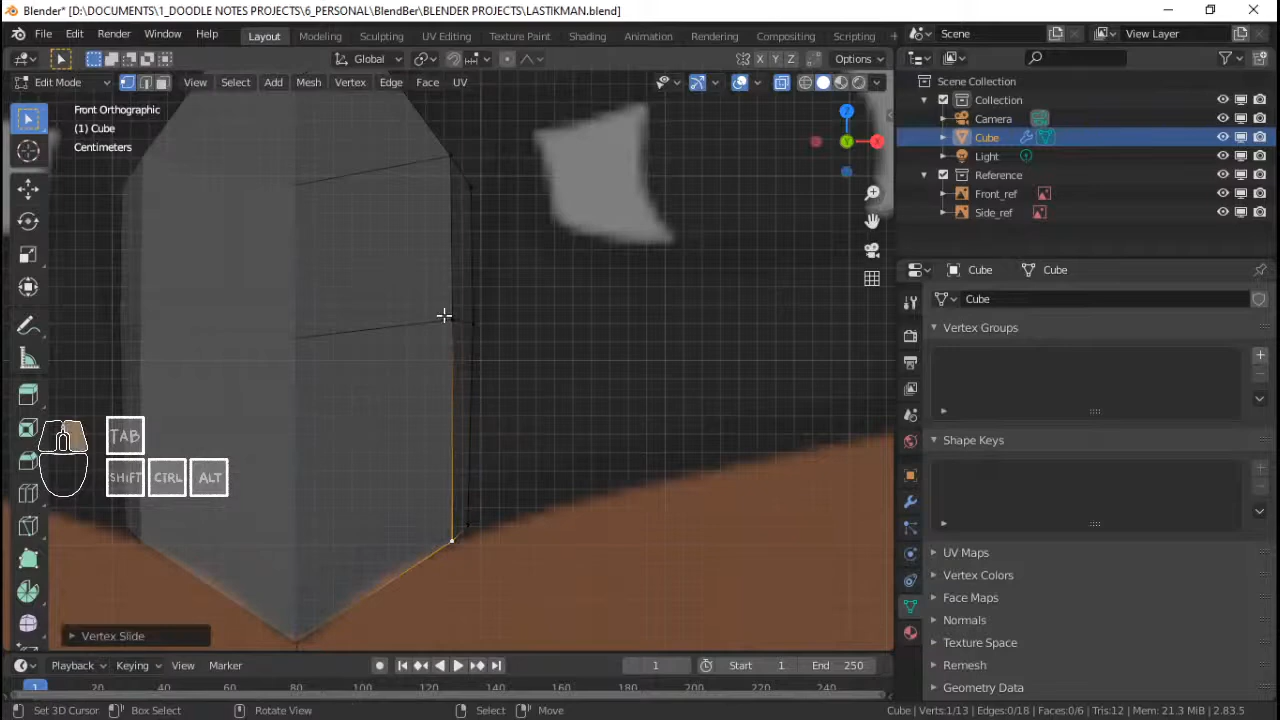 Blender* [D:\DOCUMENTS\1_DOODLE NOTES PROJECTS\6_PERSONAL\BlendBer\BLENDER PROJECTS\LASTIKMAN.blend]
File Edit Render Window Help Layout Modeling Sculpting UV Editing Texture Paint Shading Animation Rendering Compositing Scripting + Scene View Layer
Global X Y Z Options
Edit Mode View Select Add Mesh Vertex Edge Face UV
Scene Collection
Collection
Camera
Cube
Light
Reference
Front_ref
Side_ref
Front Orthographic
(1) Cube
Centimeters
Z
X
Y
Cube Cube
Cube
Vertex Groups
Shape Keys
UV Maps
Vertex Colors
Face Maps
Normals
Texture Space
Remesh
Geometry Data
TAB
SHIFT CTRL ALT
Vertex Slide
Playback Keying View Marker 1 Start 1 End 250
1 20 40 60 80 100 120 140 160 180 200 220 240
Set 3D Cursor Box Select Rotate View Select Move Cube | Verts:1/13 | Edges:0/18 | Faces:0/6 | Tris:12 | Mem: 21.3 MiB | 2.83.5